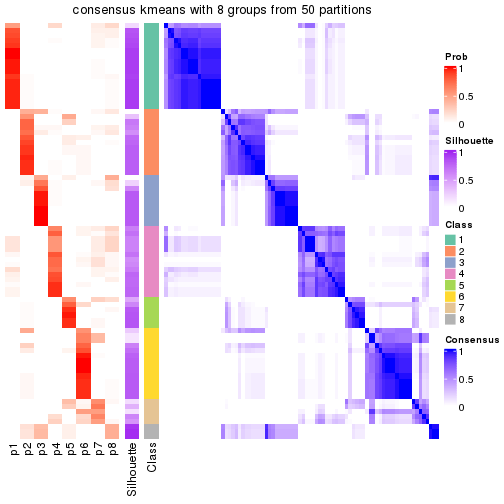 consensus kmeans with 8 groups from 50 partitions
Prob
1
0.5
0
Silhouette
1
0.5
0
Class
1
2
3
4
5
6
7
8
Consensus
1
0.5
0
p1
p2
p3
p4
p5
p6
p7
p8
Silhouette
Class